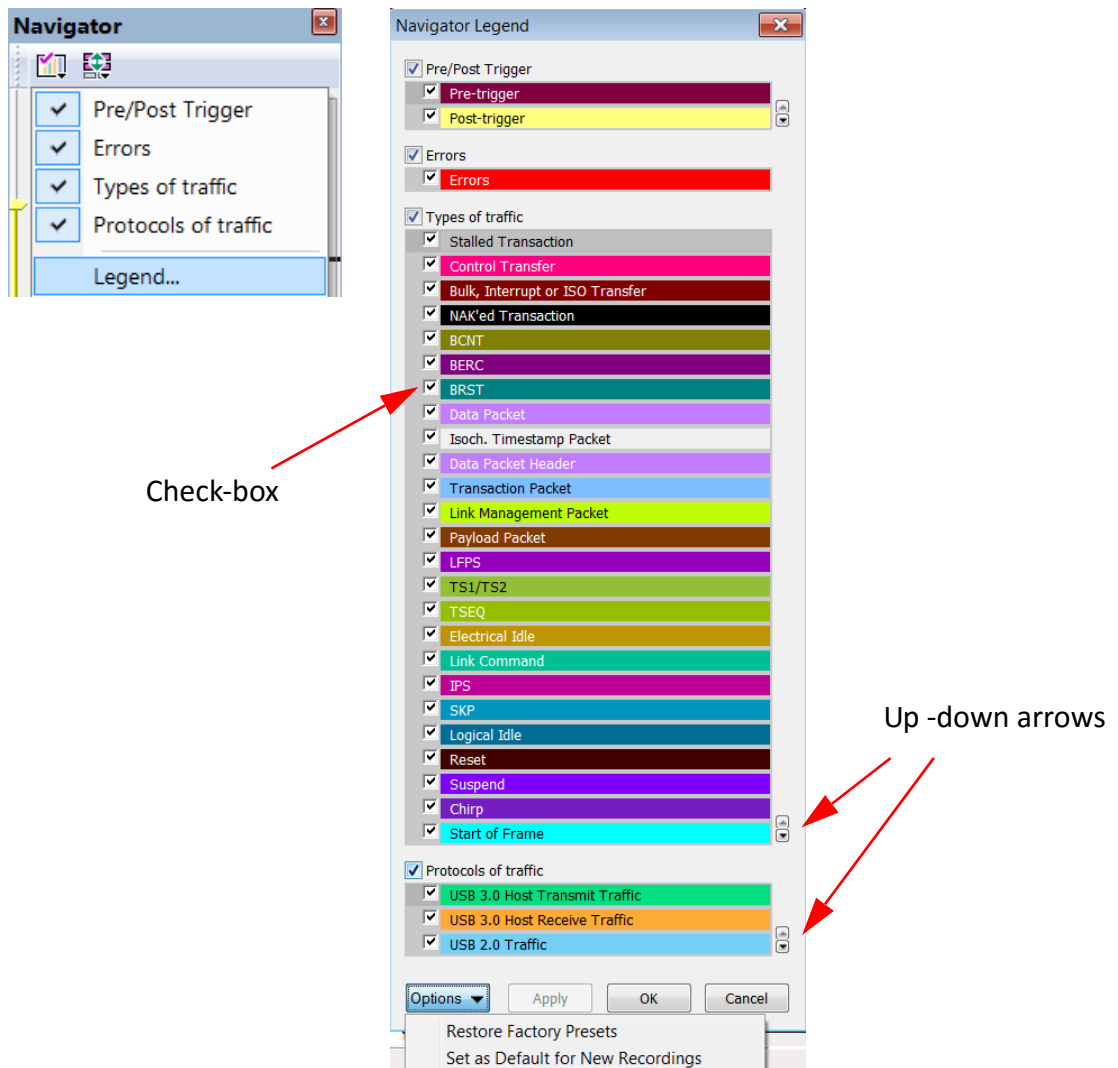 Navigator
Pre/Post Trigger
Errors
Types of traffic
Protocols of traffic
Legend...
Navigator Legend
Pre/Post Trigger
Pre-trigger
Post-trigger
Errors
Errors
Types of traffic
Stalled Transaction
Control Transfer
Bulk, Interrupt or ISO Transfer
NAK'ed Transaction
BCNT
BERC
BRST
Data Packet
Isoch. Timestamp Packet
Data Packet Header
Transaction Packet
Link Management Packet
Payload Packet
LFPS
TS1/TS2
TSEQ
Electrical Idle
Link Command
IPS
SKP
Logical Idle
Reset
Suspend
Chirp
Start of Frame
Protocols of traffic
USB 3.0 Host Transmit Traffic
USB 3.0 Host Receive Traffic
USB 2.0 Traffic
Options Apply OK Cancel
Restore Factory Presets
Set as Default for New Recordings
Check-box
Up -down arrows